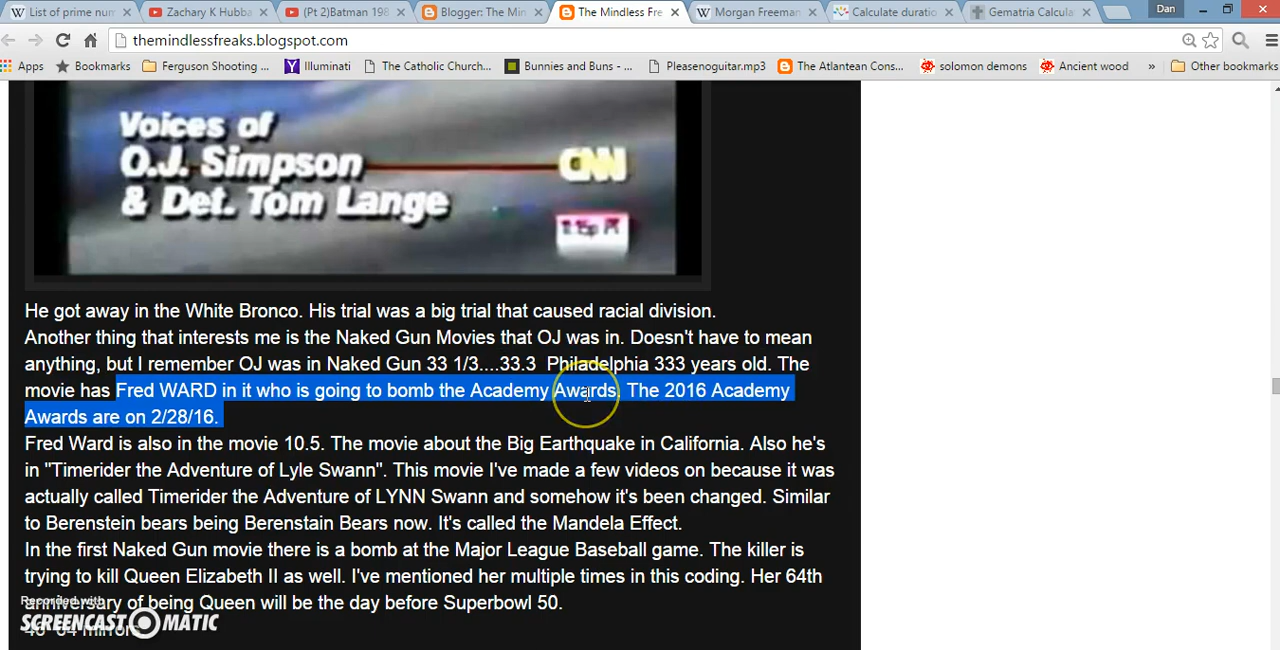 List of prime num
Zachary K Hubba
(Pt 2)Batman 198
Blogger: The Min
The Mindless Fre
Morgan Freeman
Calculate duratio
Gematria Calcula
Dan
themindlessfreaks.blogspot.com
Apps
Bookmarks
Ferguson Shooting ...
Illuminati
The Catholic Church...
Bunnies and Buns - ...
Pleasenoguitar.mp3
The Atlantean Cons...
solomon demons
Ancient wood
»
Other bookmarks
Voices of
O.J. Simpson
CNN
& Det. Tom Lange
He got away in the White Bronco. His trial was a big trial that caused racial division.
Another thing that interests me is the Naked Gun Movies that OJ was in. Doesn't have to mean
anything, but I remember OJ was in Naked Gun 33 1/3....33.3 Philadelphia 333 years old. The
movie has Fred WARD in it who is going to bomb the Academy Awards. The 2016 Academy
Awards are on 2/28/16.
Fred Ward is also in the movie 10.5. The movie about the Big Earthquake in California. Also he's
in "Timerider the Adventure of Lyle Swann". This movie I've made a few videos on because it was
actually called Timerider the Adventure of LYNN Swann and somehow it's been changed. Similar
to Berenstein bears being Berenstain Bears now. It's called the Mandela Effect.
In the first Naked Gun movie there is a bomb at the Major League Baseball game. The killer is
trying to kill Queen Elizabeth II as well. I've mentioned her multiple times in this coding. Her 64th
anniversary of being Queen will be the day before Superbowl 50.
Recorded with
SCREENCAST MATIC
mirrors